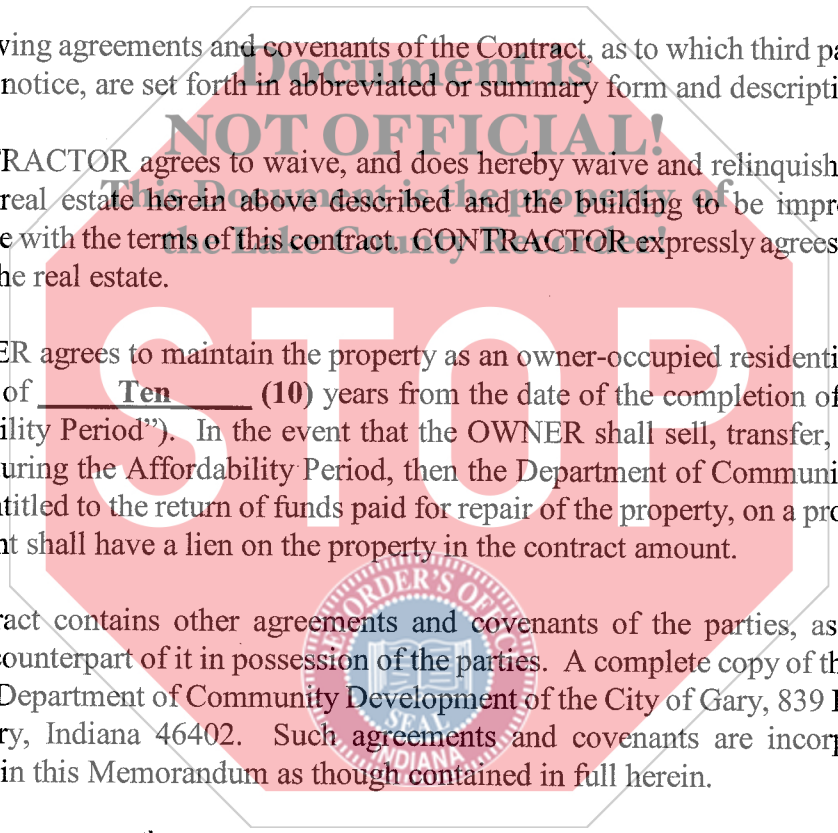 ving agreements and covenants of the Contract, as to which third pa
notice, are set forth in abbreviated or summary form and descripti
Document is
NOT OFFICIAL!
This Document is the property of
the Lake County Recorder!
RACTOR agrees to waive, and does hereby waive and relinquish
real estate herein above described and the building to be impr
e with the terms of this contract. CONTRACTOR expressly agrees
he real estate.
STOP
ER agrees to maintain the property as an owner-occupied residenti
of Ten (10) years from the date of the completion of
ility Period”). In the event that the OWNER shall sell, transfer,
uring the Affordability Period, then the Department of Communi
titled to the return of funds paid for repair of the property, on a pro
nt shall have a lien on the property in the contract amount.
ract contains other agreements and covenants of the parties, as
counterpart of it in possession of the parties. A complete copy of th
Department of Community Development of the City of Gary, 839
ry, Indiana 46402. Such agreements and covenants are incorp
in this Memorandum as though contained in full herein.
RECORDER'S OFFICE
SEAL
INDIANA